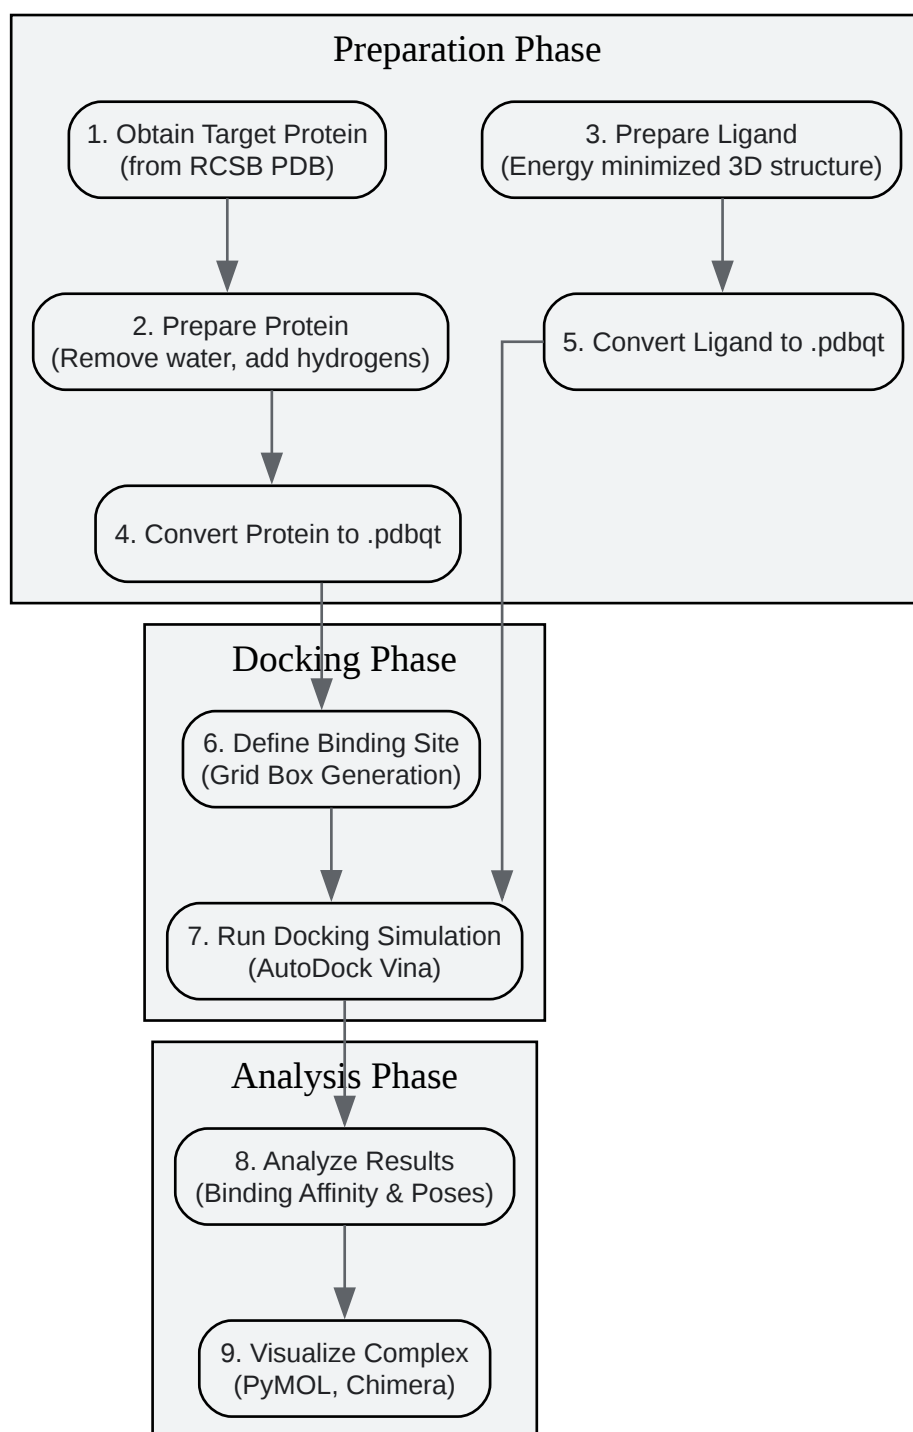 Preparation Phase
1. Obtain Target Protein
(from RCSB PDB)
3. Prepare Ligand
(Energy minimized 3D structure)
2. Prepare Protein
(Remove water, add hydrogens)
5. Convert Ligand to .pdbqt
4. Convert Protein to .pdbqt
Docking Phase
6. Define Binding Site
(Grid Box Generation)
7. Run Docking Simulation
(AutoDock Vina)
Analysis Phase
8. Analyze Results
(Binding Affinity & Poses)
9. Visualize Complex
(PyMOL, Chimera)